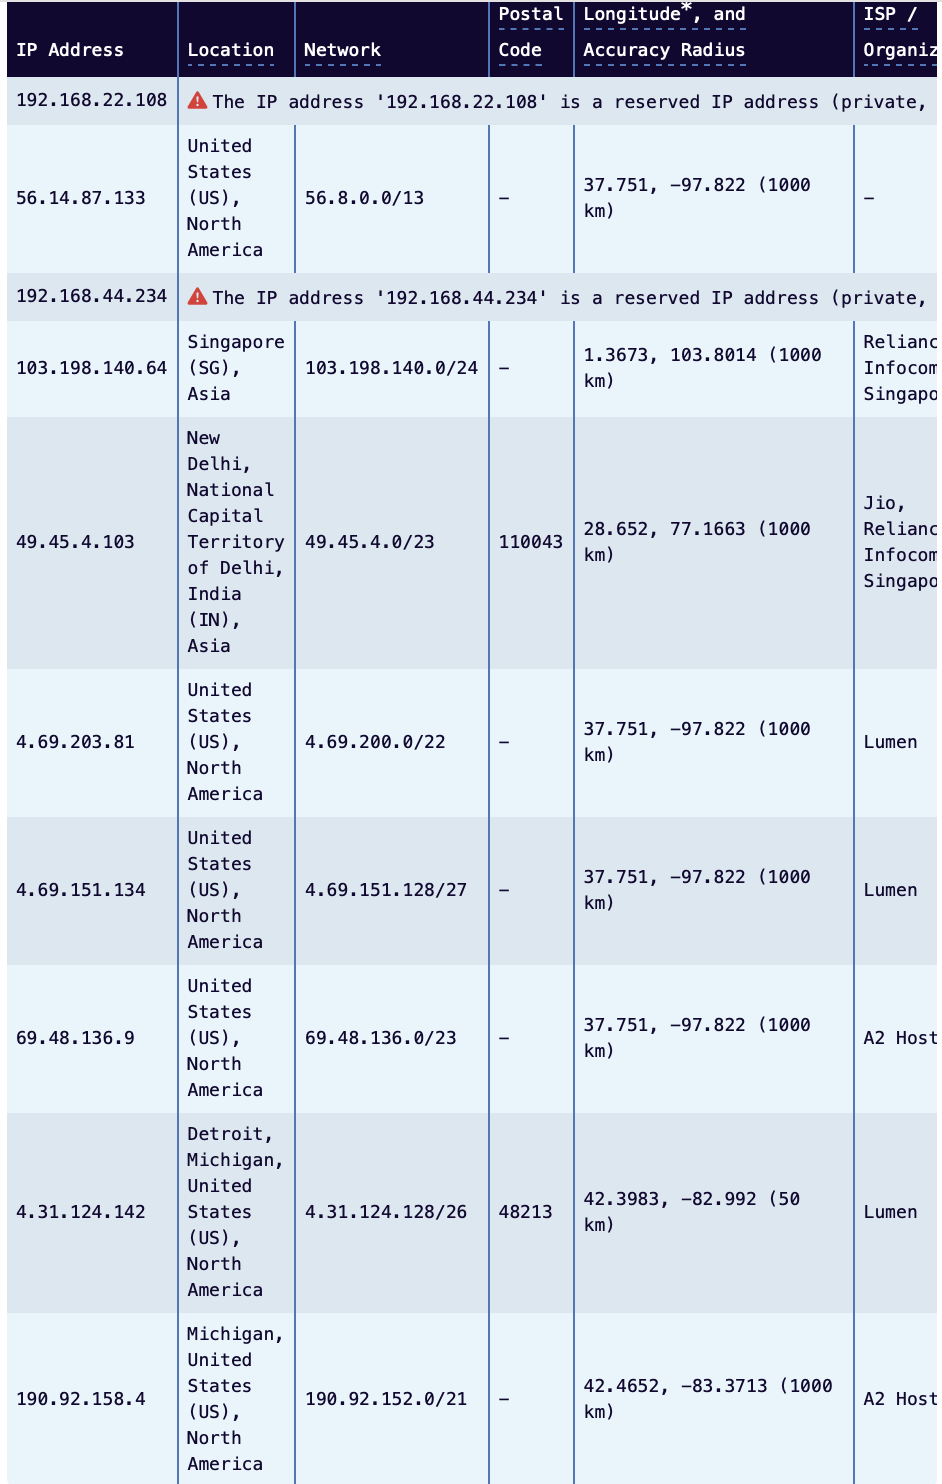 IP Address
Location
Network
Postal
Code
Longitude*, and
Accuracy Radius
ISP /
Organiz
192.168.22.108
The IP address '192.168.22.108' is a reserved IP address (private,
56.14.87.133
United
States
(US),
North
America
56.8.0.0/13
–
37.751, -97.822 (1000
km)
–
192.168.44.234
The IP address '192.168.44.234' is a reserved IP address (private,
103.198.140.64
Singapore
(SG),
Asia
103.198.140.0/24
–
1.3673, 103.8014 (1000
km)
Relianc
Infocom
Singapo
49.45.4.103
New
Delhi,
National
Capital
Territory
of Delhi,
India
(IN),
Asia
49.45.4.0/23
110043
28.652, 77.1663 (1000
km)
Jio,
Relianc
Infocom
Singapo
4.69.203.81
United
States
(US),
North
America
4.69.200.0/22
–
37.751, -97.822 (1000
km)
Lumen
4.69.151.134
United
States
(US),
North
America
4.69.151.128/27
–
37.751, -97.822 (1000
km)
Lumen
69.48.136.9
United
States
(US),
North
America
69.48.136.0/23
–
37.751, -97.822 (1000
km)
A2 Host
4.31.124.142
Detroit,
Michigan,
United
States
(US),
North
America
4.31.124.128/26
48213
42.3983, -82.992 (50
km)
Lumen
190.92.158.4
Michigan,
United
States
(US),
North
America
190.92.152.0/21
–
42.4652, -83.3713 (1000
km)
A2 Host